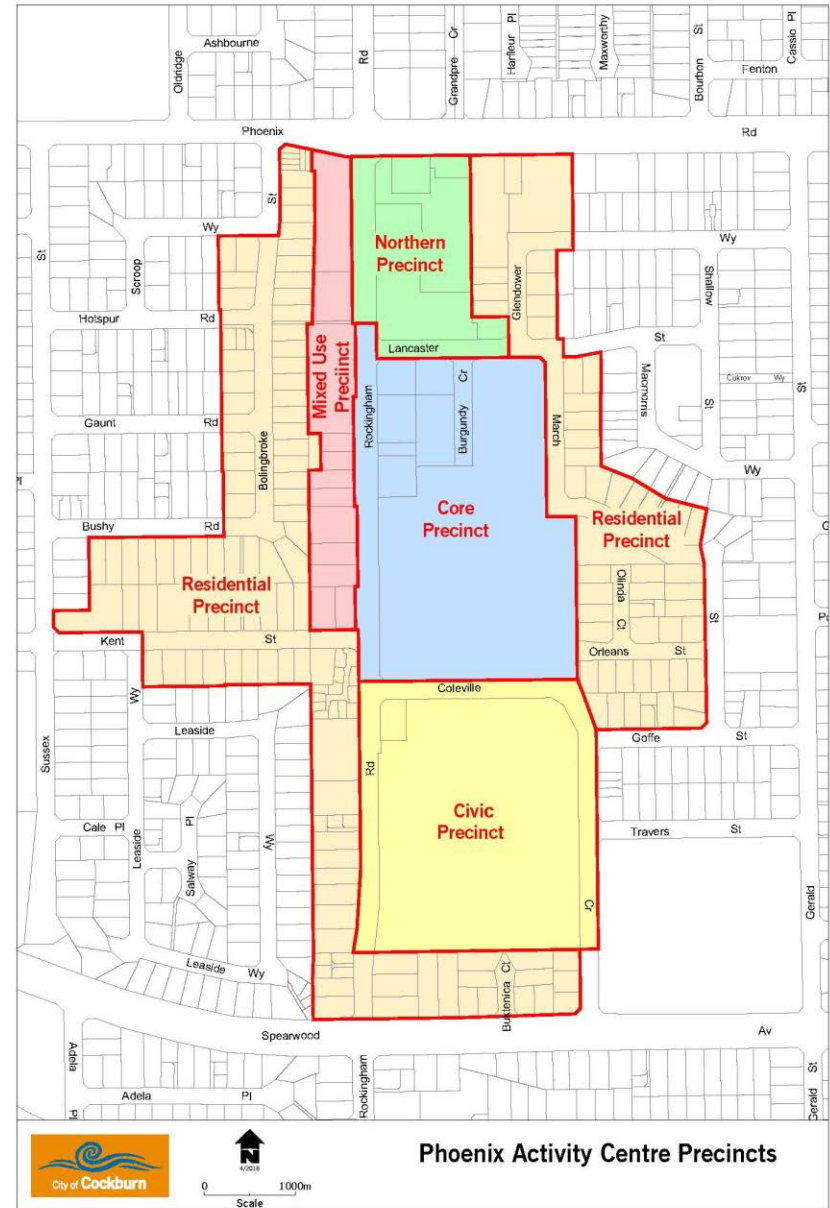 Ashbourne
Oldridge
Rd
Grandpre Cr
Harfleur Pl
Maxworthy
Bourbon St
Cassio Pl
Fenton
Phoenix
Rd
St
Wy
Scroop
St
Hotspur Rd
Gaunt Rd
Bushy Rd
Pl
Bolingbroke
Mixed Use
Preciinct
Northern
Precinct
Lancaster
Glendower
Wy
Shallow
St
St
Macmorris
Cukrow Wy
St
Rockingham
Burgundy Cr
March
Wy
Core
Precinct
Residential
Precinct
Residential
Precinct
Olinda Ct
St
Orleans St
Kent St
Coleville
Goffe St
Wy
Leaside
Sussex
Rd
Civic
Precinct
Travers St
Cale Pl
Leaside
Salway Pl
Wy
Cr
Gerald
Leaside Wy
Buktenica Ct
Spearwood Av
Adela
Pl
Adela Pl
Rockingham
Gerald St
City of Cockburn
N
4/2018
0 1000m
Scale
Phoenix Activity Centre Precincts